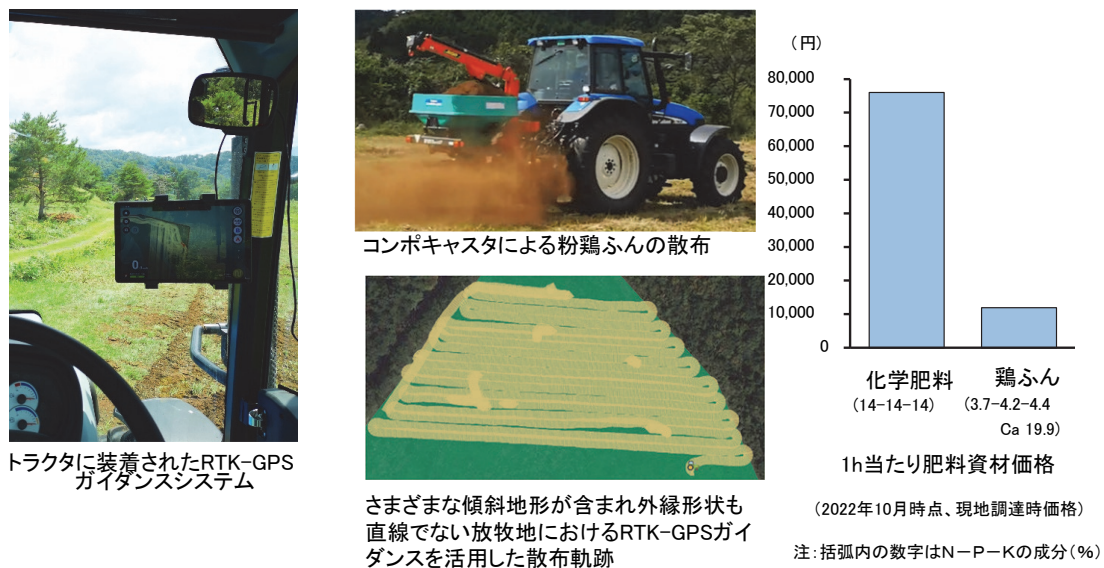 トラクタに装着されたRTK-GPS
ガイダンスシステム
コンポキャスタによる粉鶏ふんの散布
さまざまな傾斜地形が含まれ外縁形状も
直線でない放牧地におけるRTK-GPSガイ
ダンスを活用した散布軌跡
（円）
80,000
70,000
60,000
50,000
40,000
30,000
20,000
10,000
0
化学肥料
（14-14-14）
鶏ふん
（3.7-4.2-4.4
Ca 19.9）
1h当たり肥料資材価格
（2022年10月時点、現地調達時価格）
注：括弧内の数字はN－P－Kの成分（%）